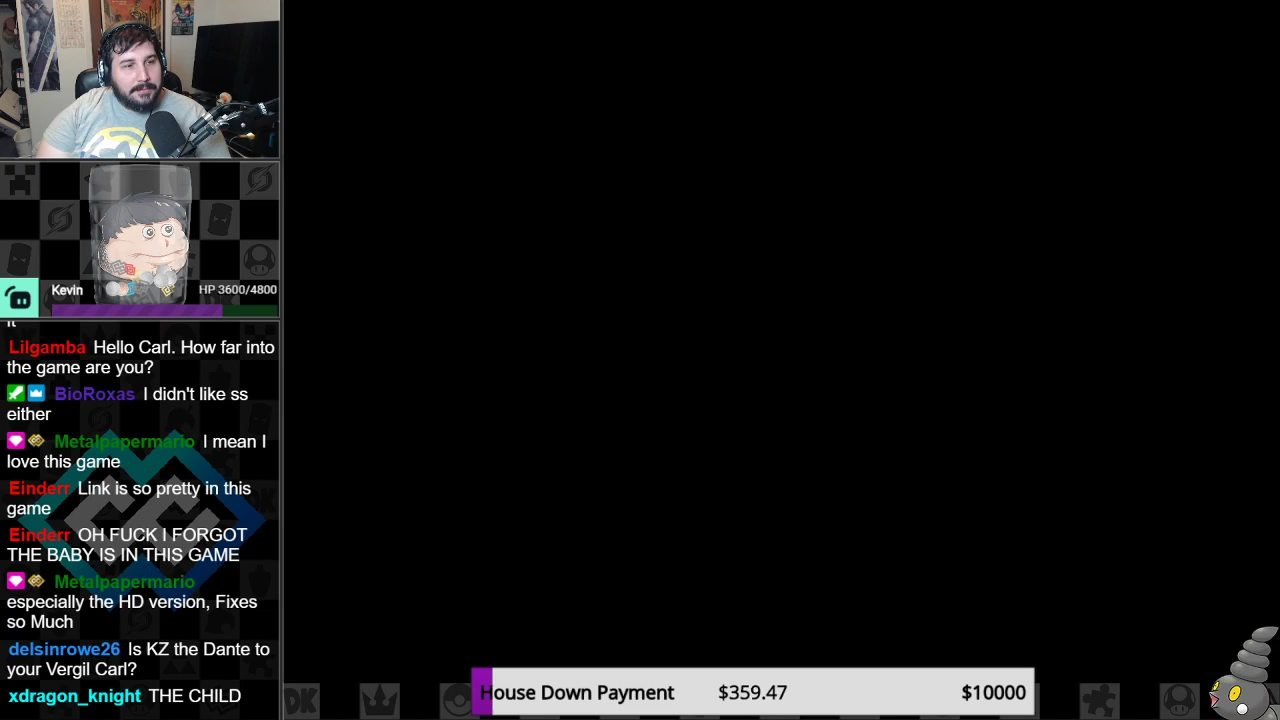 Kevin HP 3600/4800
it
Lilgamba Hello Carl. How far into
the game are you?
BioRoxas I didn't like ss
either
Metalpapermario I mean I
love this game
Einderr Link is so pretty in this
game
Einderr OH FUCK I FORGOT
THE BABY IS IN THIS GAME
Metalpapermario
especially the HD version, Fixes
so Much
delsinrowe26 Is KZ the Dante to
your Vergil Carl?
xdragon_knight THE CHILD
DK
House Down Payment $359.47 $10000